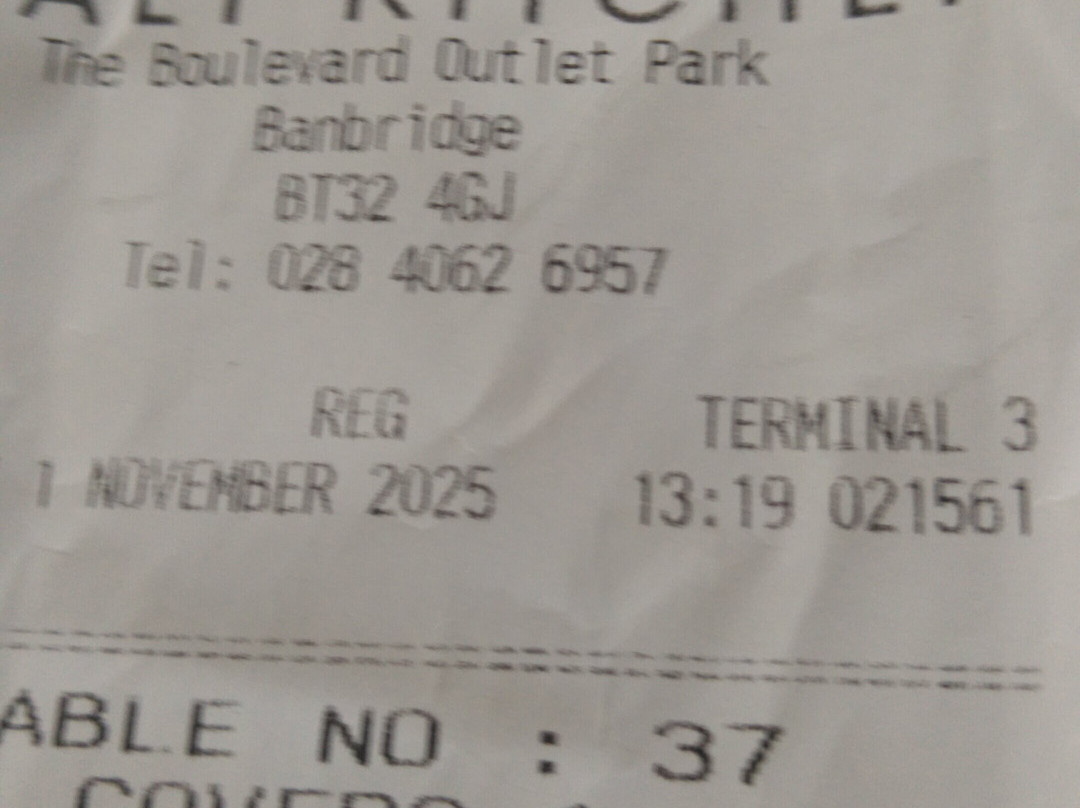 The Boulevard Outlet Park
Banbridge
BT32 4GJ
Tel: 028 4062 6957
REG TERMINAL 3
1 NOVEMBER 2025 13:19 021561
ABLE NO : 37
COVERS